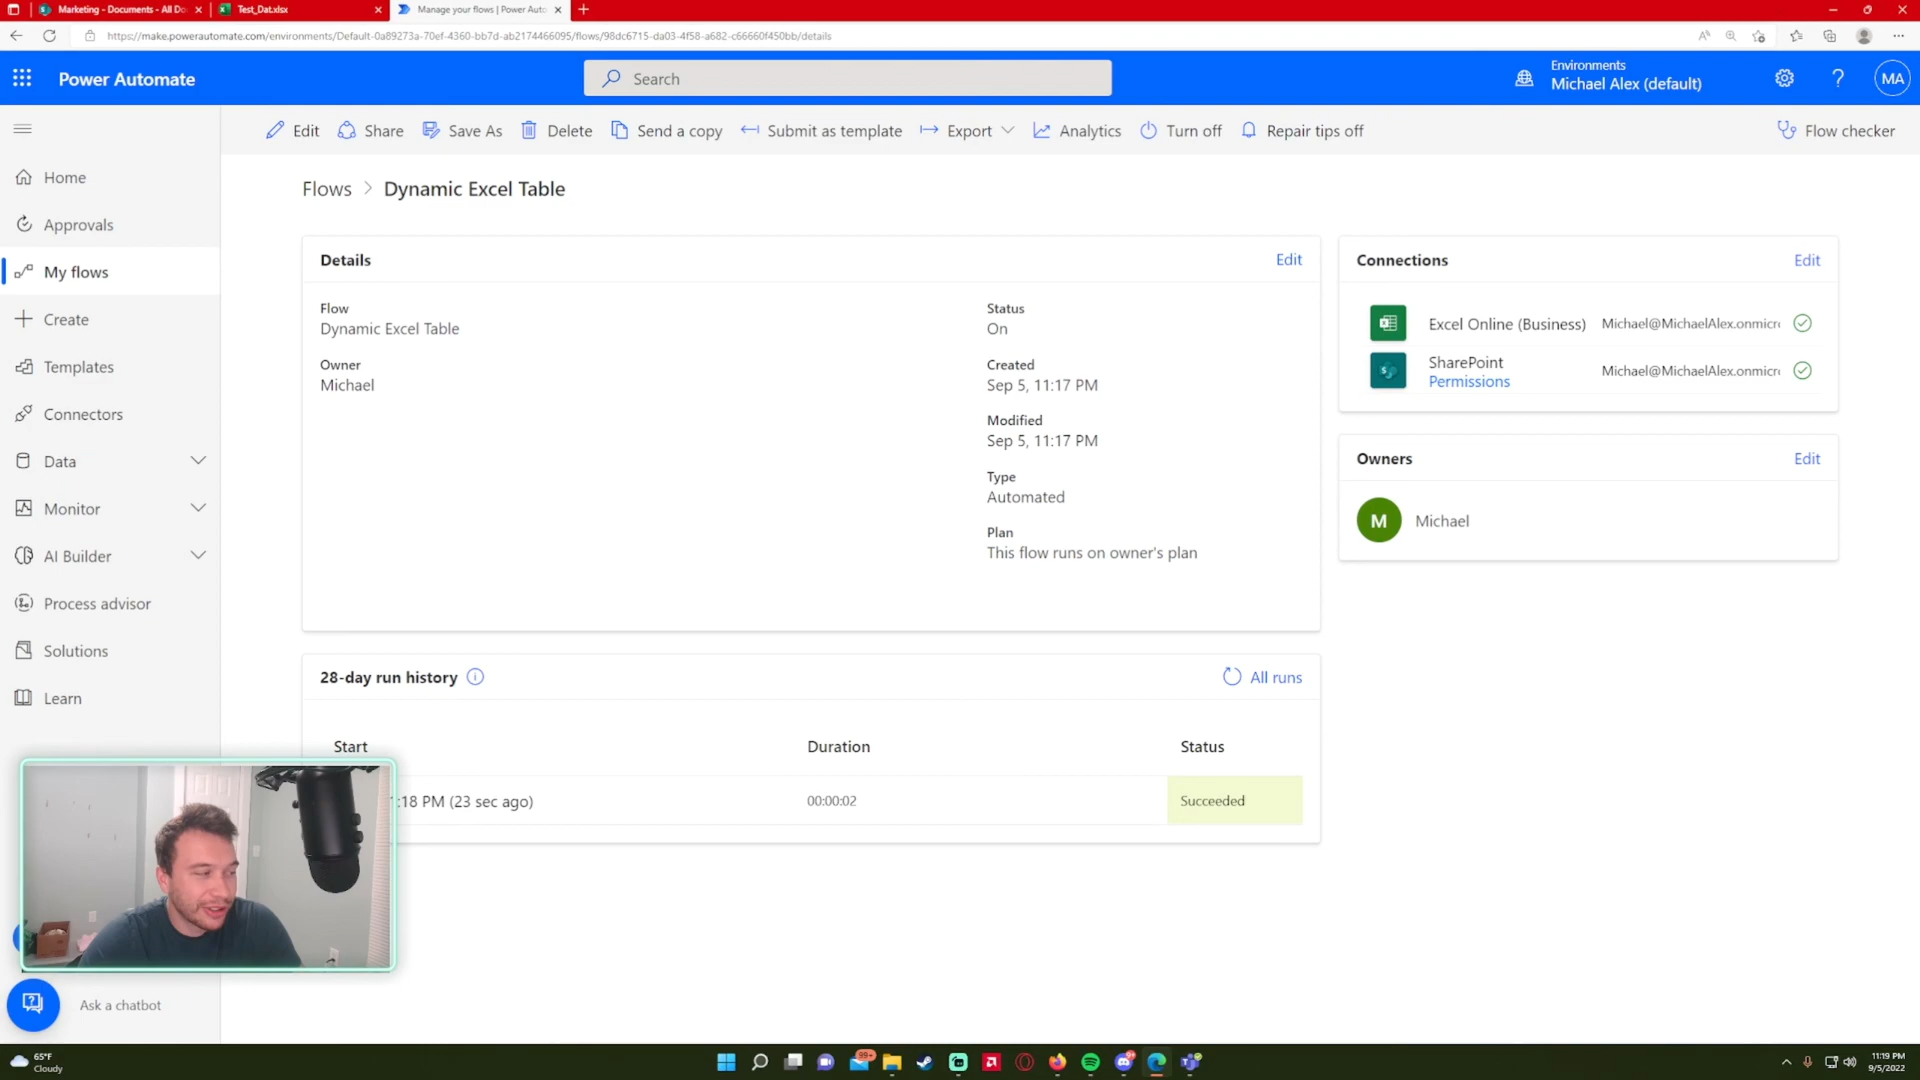 Marketing - Documents - All Do
Test_Dat.xlsx
Manage your flows | Power Auto
https://make.powerautomate.com/environments/Default-0a89273a-70ef-4360-bb7d-ab2174466095/flows/98dc6715-da03-4f58-a682-c66660f450bb/details
Power Automate
Search
Environments
Michael Alex (default)
?
MA
Edit
Share
Save As
Delete
Send a copy
Submit as template
Export
Analytics
Turn off
Repair tips off
Flow checker
Home
Approvals
My flows
Create
Templates
Connectors
Data
Monitor
AI Builder
Process advisor
Solutions
Learn
Ask a chatbot
Flows > Dynamic Excel Table
Details
Edit
Flow
Dynamic Excel Table
Owner
Michael
Status
On
Created
Sep 5, 11:17 PM
Modified
Sep 5, 11:17 PM
Type
Automated
Plan
This flow runs on owner's plan
Connections
Edit
Excel Online (Business)
Michael@MichaelAlex.onmicr
SharePoint
Permissions
Michael@MichaelAlex.onmicr
Owners
Edit
M
Michael
28-day run history
All runs
Start
Duration
Status
:18 PM (23 sec ago)
00:00:02
Succeeded
65°F
Cloudy
99+
11:19 PM
9/5/2022